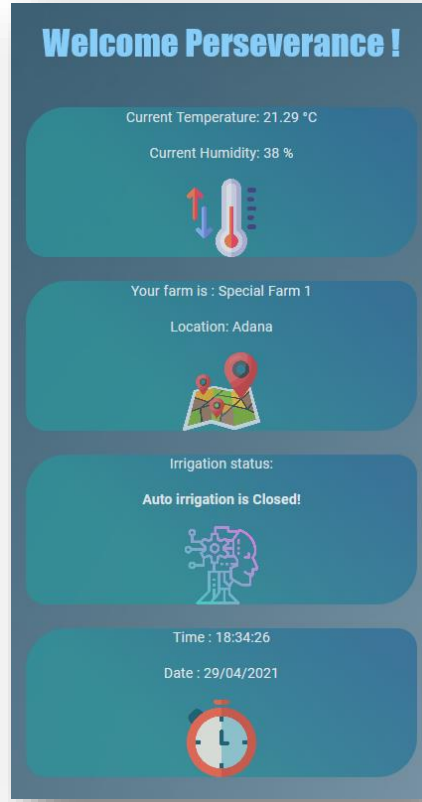 Welcome Perseverance !
Current Temperature: 21.29 °C
Current Humidity: 38 %
Your farm is : Special Farm 1
Location: Adana
Irrigation status:
Auto irrigation is Closed!
Time : 18:34:26
Date : 29/04/2021